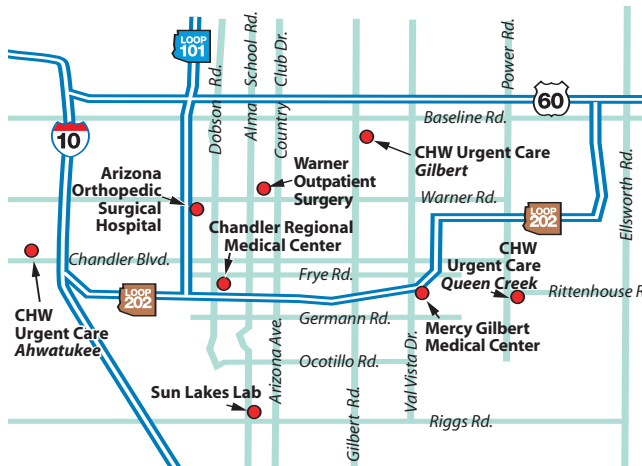 LOOP
101
Dobson Rd.
Alma School Rd.
Country Club Dr.
Power Rd.
60
Baseline Rd.
10
CHW Urgent Care
Gilbert
Arizona
Orthopedic
Surgical
Hospital
Warner
Outpatient
Surgery
Warner Rd.
Ellsworth Rd.
LOOP
202
Chandler Regional
Medical Center
Chandler Blvd.
Frye Rd.
CHW
Urgent Care
Queen Creek
LOOP
202
Rittenhouse R
CHW
Urgent Care
Ahwatukee
Germann Rd.
Mercy Gilbert
Medical Center
Arizona Ave.
Gilbert Rd.
Val Vista Dr.
Ocotillo Rd.
Sun Lakes Lab
Riggs Rd.